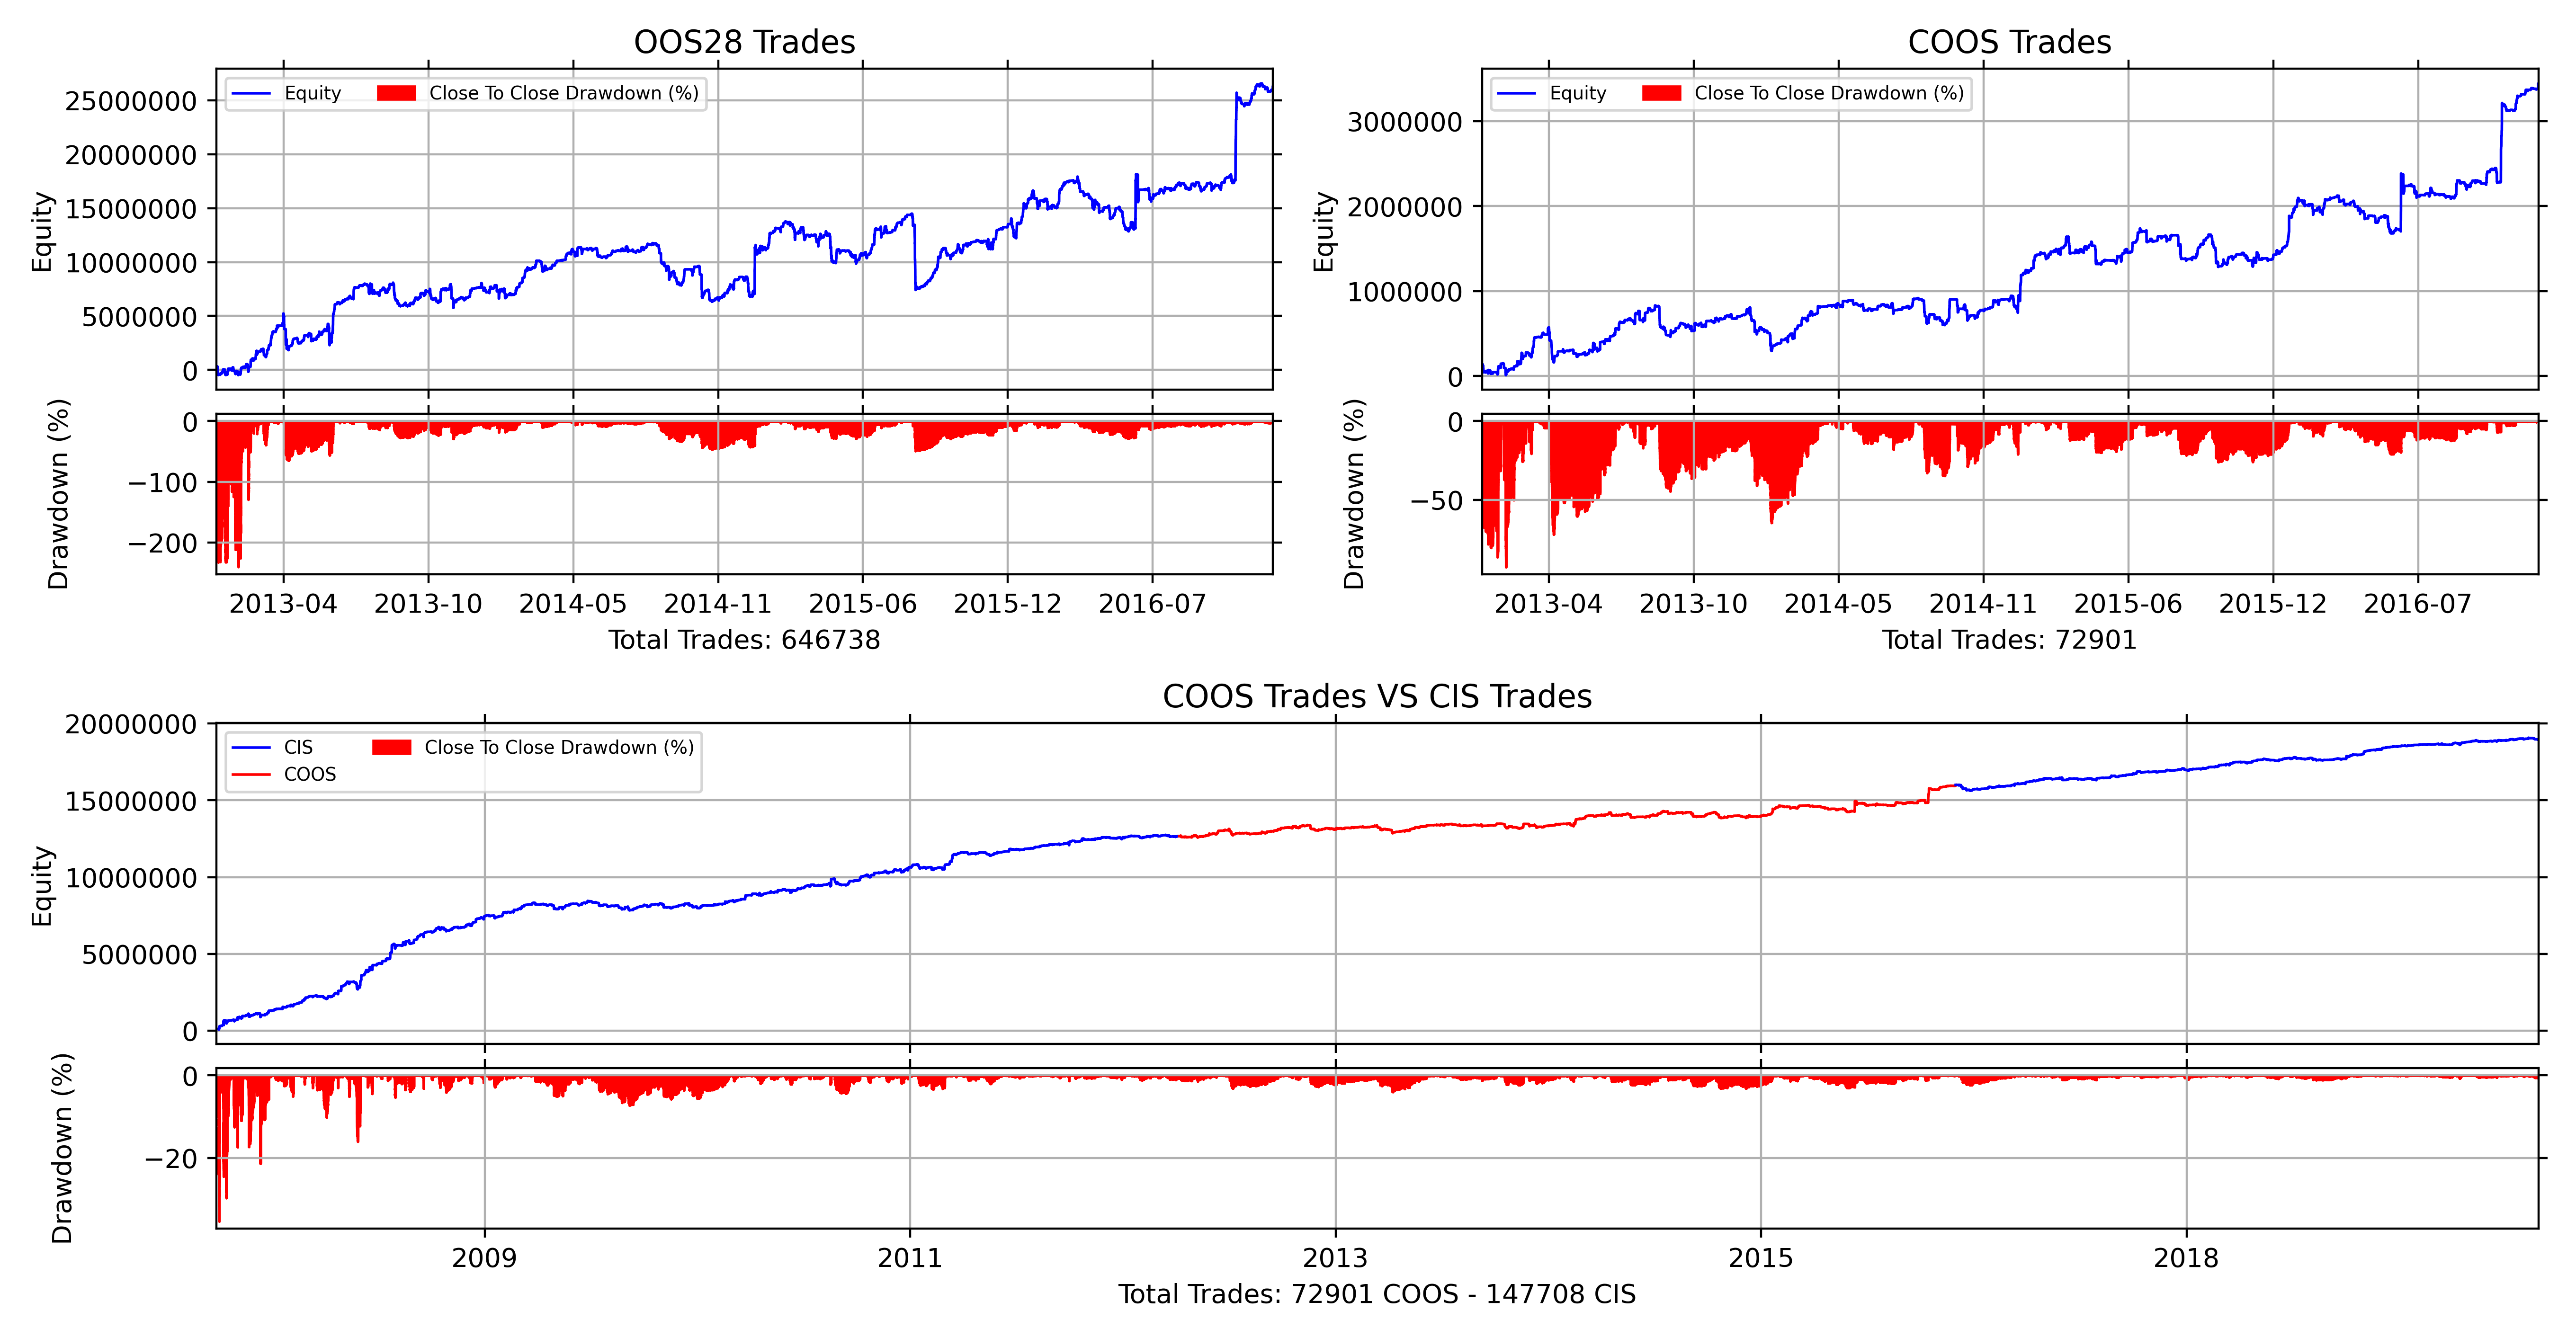 OOS28 Trades
Equity
Close To Close Drawdown (%)
25000000
20000000
15000000
10000000
5000000
0
Equity
0
−100
−200
Drawdown (%)
2013-04 2013-10 2014-05 2014-11 2015-06 2015-12 2016-07
Total Trades: 646738
COOS Trades
Equity
Close To Close Drawdown (%)
3000000
2000000
1000000
0
Equity
0
−50
Drawdown (%)
2013-04 2013-10 2014-05 2014-11 2015-06 2015-12 2016-07
Total Trades: 72901
COOS Trades VS CIS Trades
CIS
COOS
Close To Close Drawdown (%)
20000000
15000000
10000000
5000000
0
Equity
0
−20
Drawdown (%)
2009 2011 2013 2015 2018
Total Trades: 72901 COOS - 147708 CIS